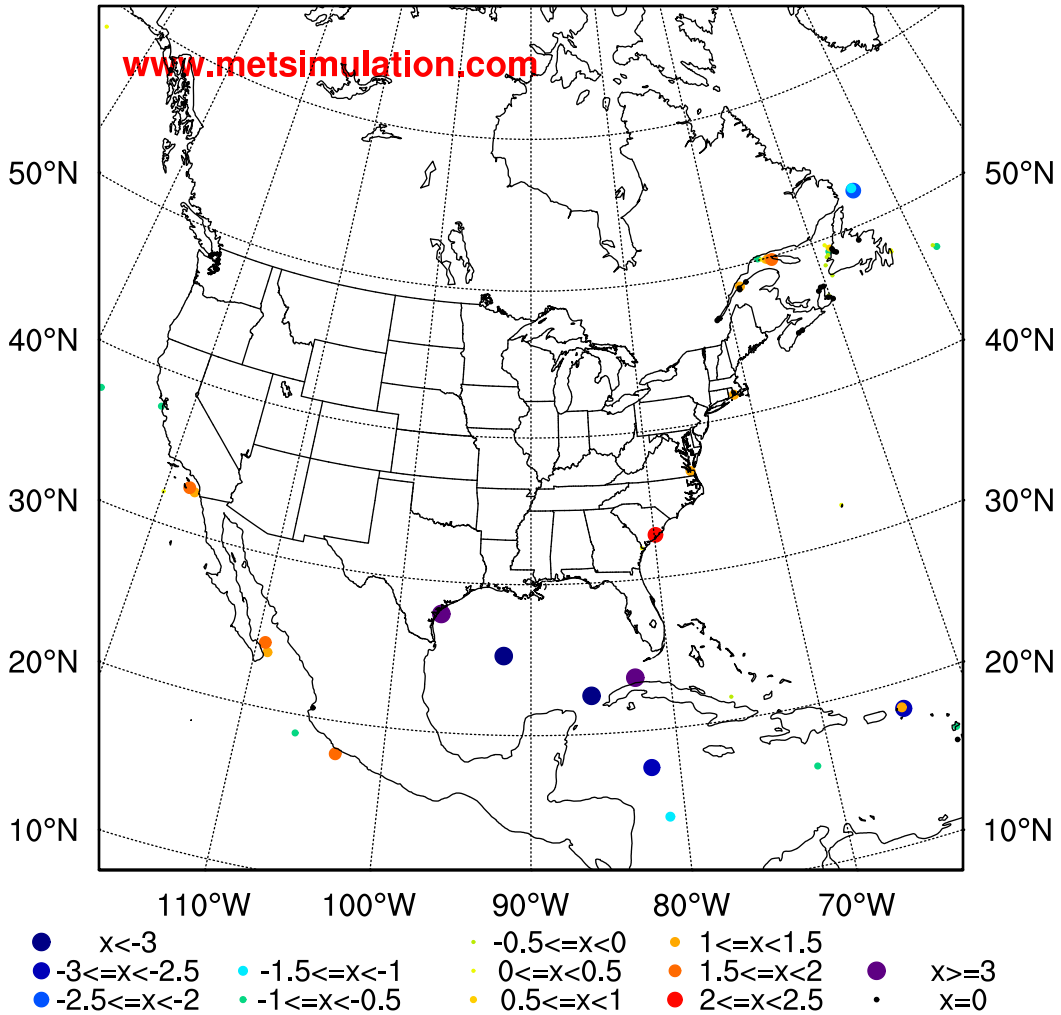 www.metsimulation.com
50°N 50°N
40°N 40°N
30°N 30°N
20°N 20°N
10°N 10°N
110°W 100°W 90°W 80°W 70°W
x<-3 -0.5<=x<0 1<=x<1.5
-3<=x<-2.5 -1.5<=x<-1 0<=x<0.5 1.5<=x<2 x>=3
-2.5<=x<-2 -1<=x<-0.5 0.5<=x<1 2<=x<2.5 x=0